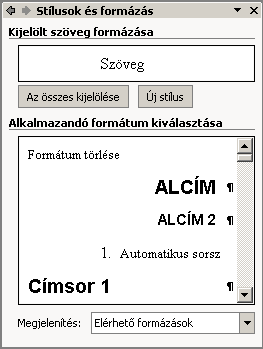 Stílusok és formázás
Kijelölt szöveg formázása
Szöveg
Az összes kijelölése Új stílus
Alkalmazandó formátum kiválasztása
Formátum törlése
ALCÍM ¶
ALCÍM 2 ¶
1. Automatikus sorsz
Címsor 1 ¶
Megjelenítés: Elérhető formázások